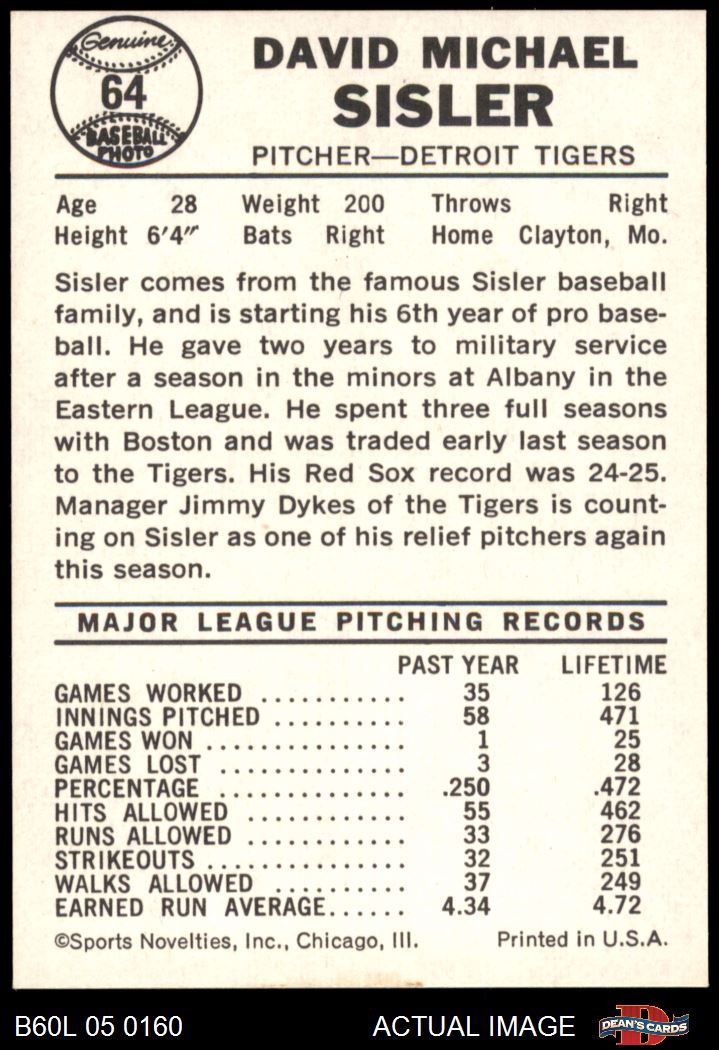 Genuine
64
BASEBALL
PHOTO
DAVID MICHAEL
SISLER
PITCHER—DETROIT TIGERS
Age 28 Weight 200 Throws Right
Height 6'4" Bats Right Home Clayton, Mo.
Sisler comes from the famous Sisler baseball
family, and is starting his 6th year of pro base-
ball. He gave two years to military service
after a season in the minors at Albany in the
Eastern League. He spent three full seasons
with Boston and was traded early last season
to the Tigers. His Red Sox record was 24-25.
Manager Jimmy Dykes of the Tigers is count-
ing on Sisler as one of his relief pitchers again
this season.
MAJOR LEAGUE PITCHING RECORDS
PAST YEAR LIFETIME
GAMES WORKED ........... 35 126
INNINGS PITCHED .......... 58 471
GAMES WON ............... 1 25
GAMES LOST .............. 3 28
PERCENTAGE .............. .250 .472
HITS ALLOWED ............ 55 462
RUNS ALLOWED ............ 33 276
STRIKEOUTS ............... 32 251
WALKS ALLOWED .......... 37 249
EARNED RUN AVERAGE...... 4.34 4.72
©Sports Novelties, Inc., Chicago, Ill. Printed in U.S.A.
B60L 05 0160 ACTUAL IMAGE DEAN'S CARDS